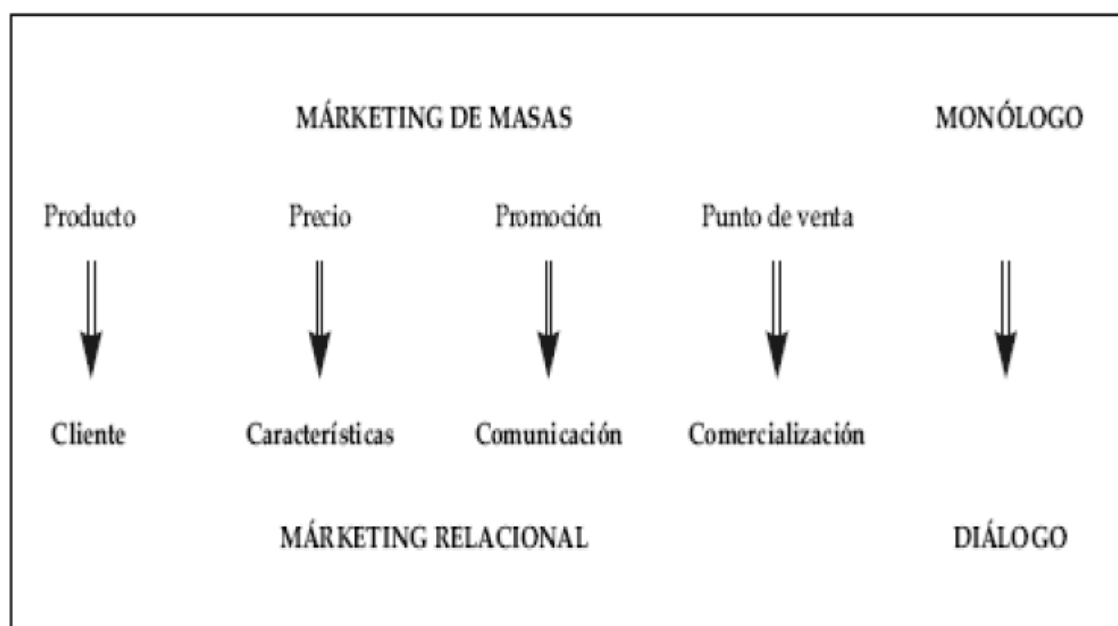 MÁRKETING DE MASAS MONÓLOGO
Producto Precio Promoción Punto de venta
Cliente Características Comunicación Comercialización
MÁRKETING RELACIONAL DIÁLOGO